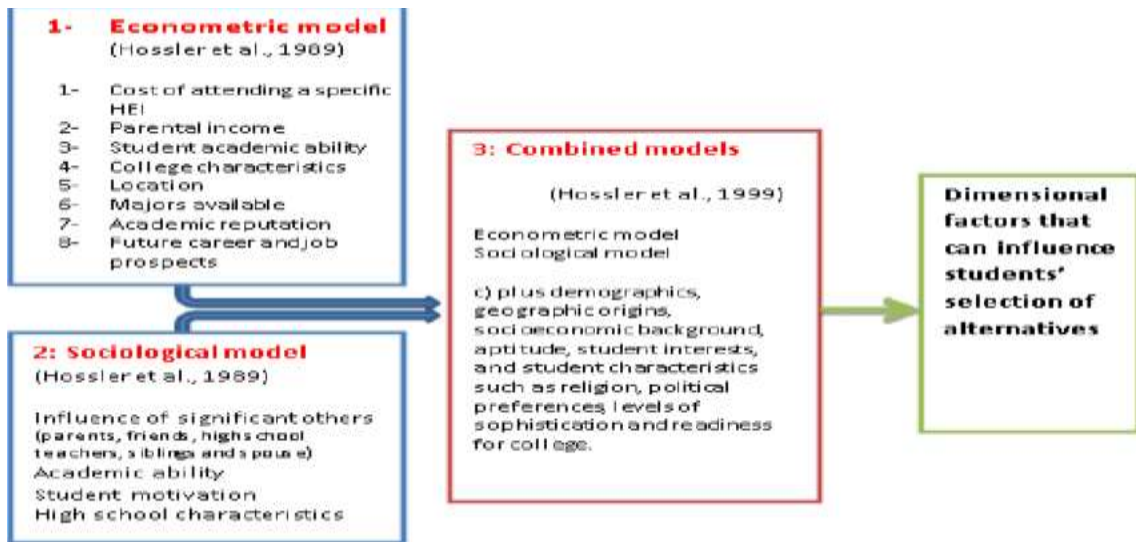 1- Econometric model
(Hossler et al., 1989)
1- Cost of attending a specific
HEI
2- Parental income
3- Student academic ability
4- College characteristics
5- Location
6- Majors available
7- Academic reputation
8- Future career and job
prospects
2: Sociological model
(Hossler et al., 1989)
Influence of significant others
(parents, friends, high school
teachers, siblings and spouse)
Academic ability
Student motivation
High school characteristics
3: Combined models
(Hossler et al., 1999)
Econometric model
Sociological model
c) plus demographics,
geographic origins,
socioeconomic background,
aptitude, student interests,
and student characteristics
such as religion, political
preferences, levels of
sophistication and readiness
for college.
Dimensional
factors that
can influence
students'
selection of
alternatives